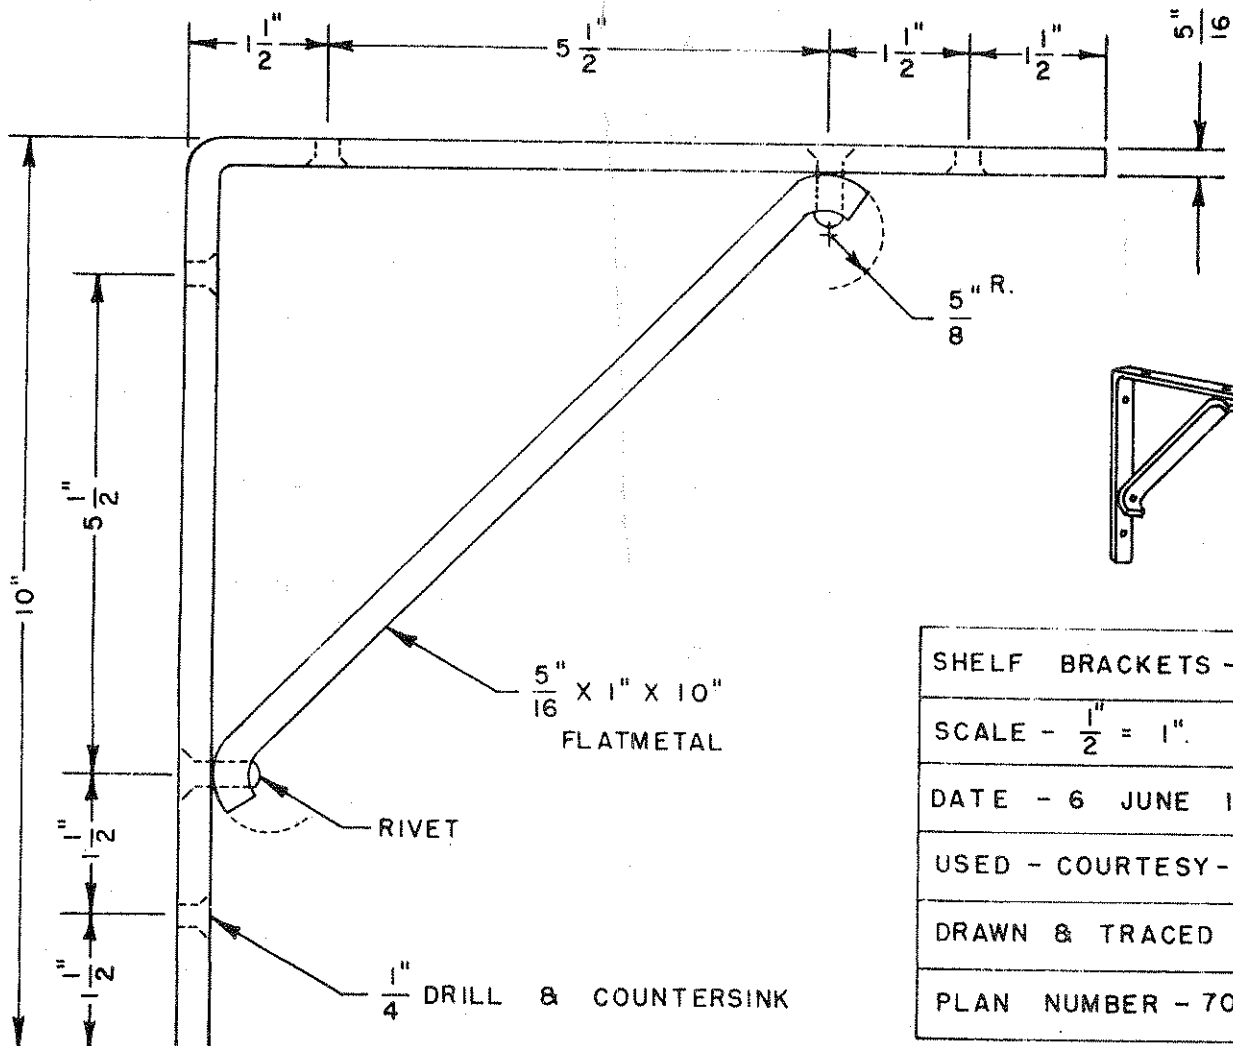 1 1/2" 5 1/2" 1 1/2" 1 1/2" 5/16"
5/8" R.
10"
5 1/2"
1 1/2"
1 1/2"
5/16" X 1" X 10"
FLATMETAL
RIVET
1/4" DRILL & COUNTERSINK
SHELF BRACKETS -
SCALE - 1/2" = 1".
DATE - 6 JUNE 1
USED - COURTESY -
DRAWN & TRACED
PLAN NUMBER - 70